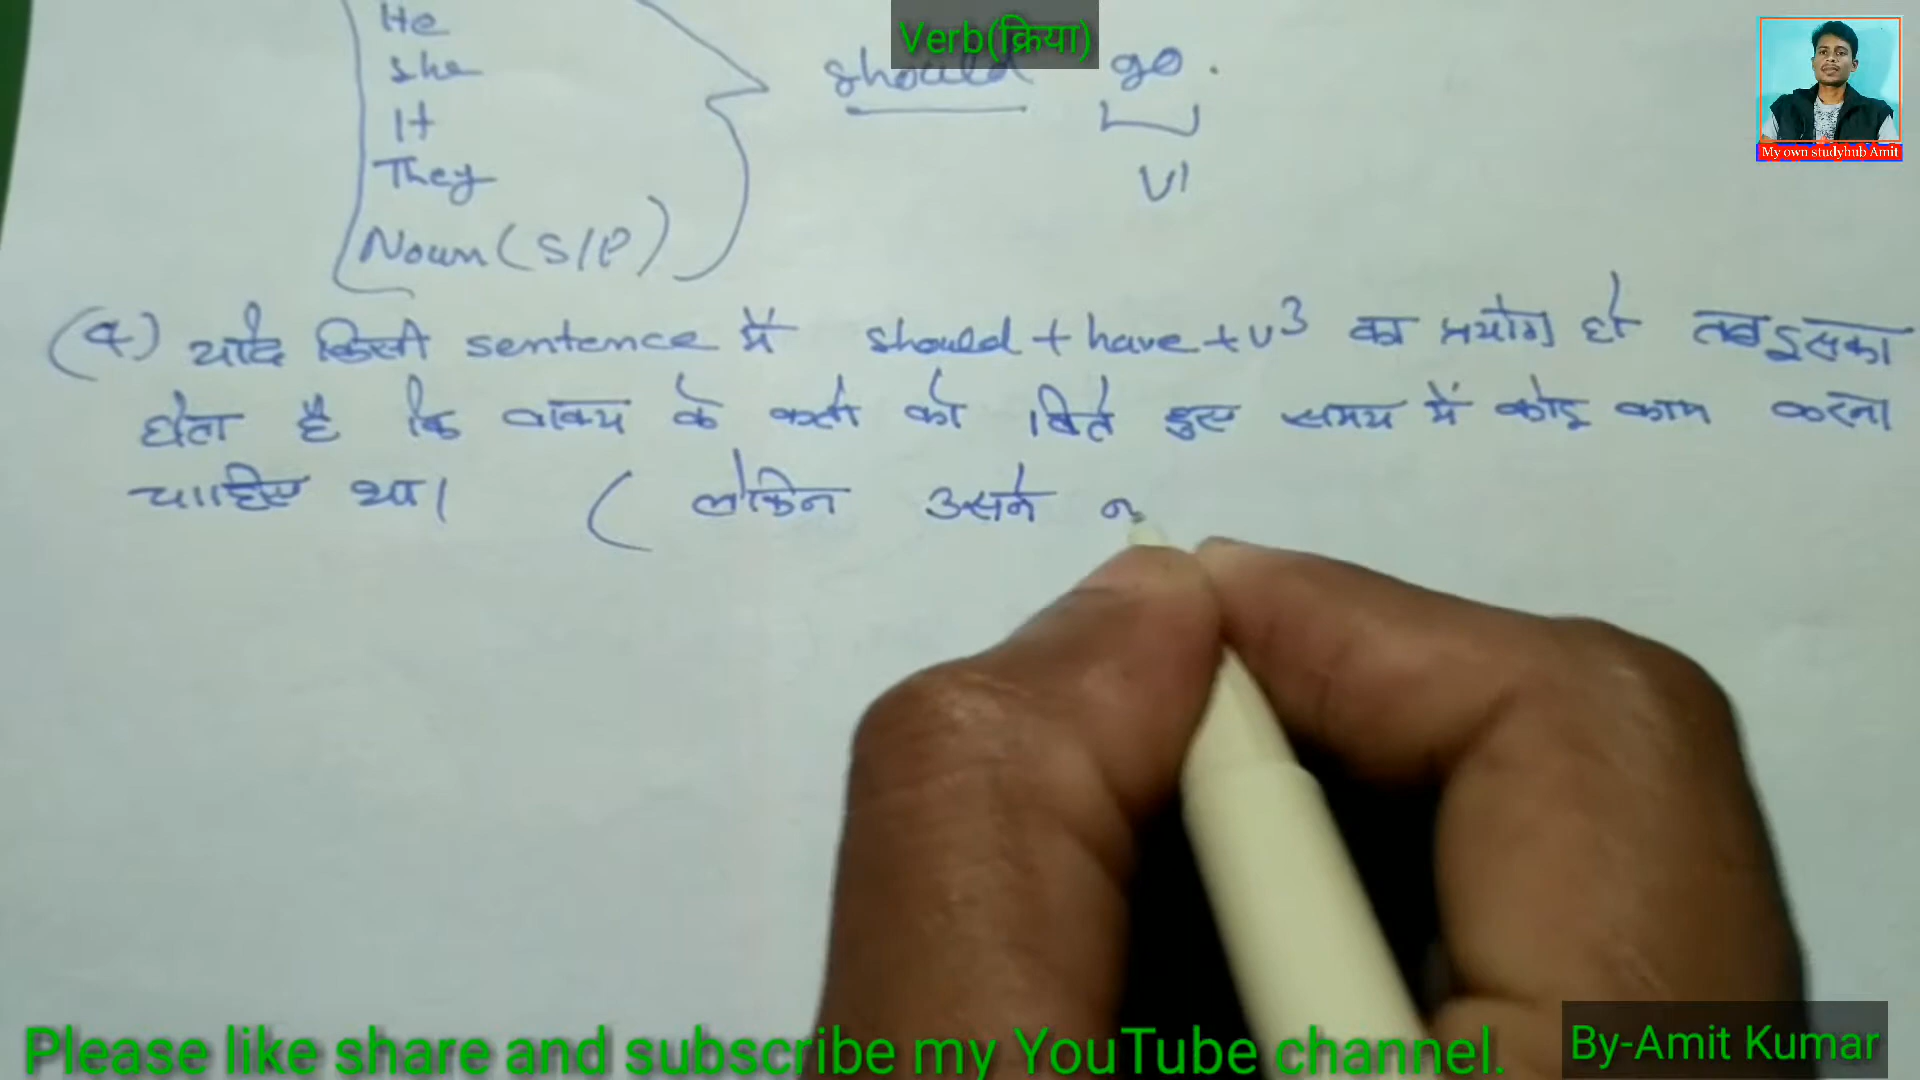 Verb(क्रिया)
He
She
It
They
Noun (S/P)
should go.
V1
My own studyhub Amit
(4) यदि किसी sentence में should + have + v3 का प्रयोग हो तब इसका
होता है कि वाक्य के कर्ता को बिते हुए समय में कोइ काम करना
चाहिए था।
( लेकिन उसने न
Please like share and subscribe my YouTube channel.
By-Amit Kumar